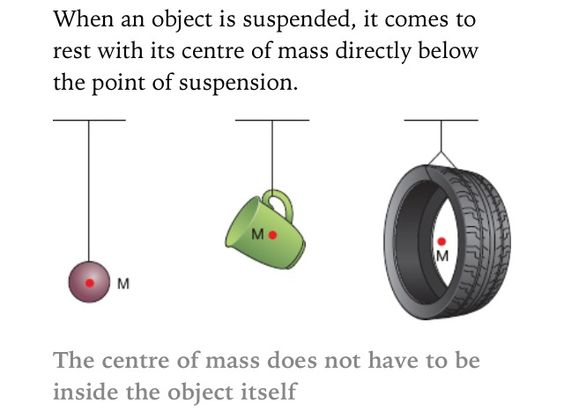 When an object is suspended, it comes to
rest with its centre of mass directly below
the point of suspension.
M
M
M
The centre of mass does not have to be
inside the object itself